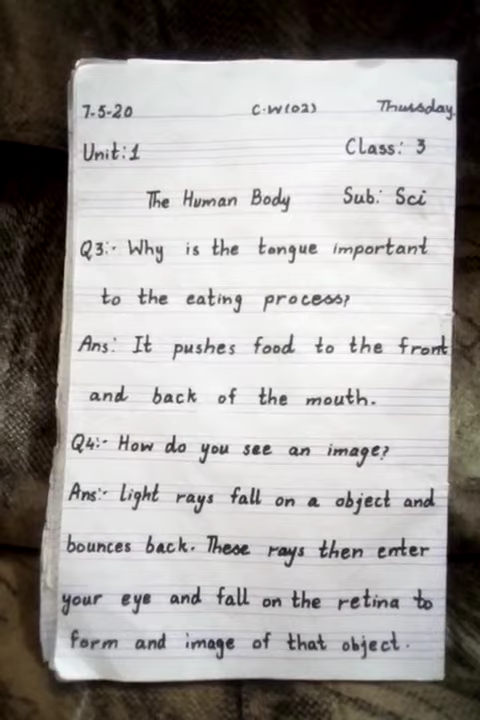 7-5-20 C.W(02) Thursday
Unit:1 Class: 3
The Human Body Sub: Sci
Q3:- Why is the tongue important
to the eating process?
Ans: It pushes food to the front
and back of the mouth.
Q4:- How do you see an image?
Ans:- Light rays fall on a object and
bounces back. These rays then enter
your eye and fall on the retina to
form and image of that object.